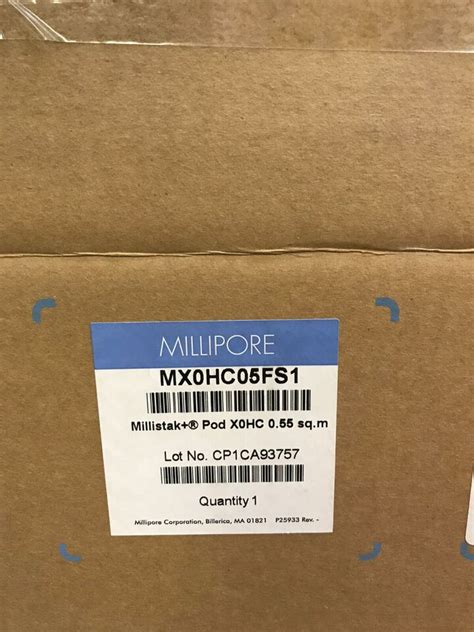 MILLIPORE
MX0HC05FS1
Millistak+® Pod X0HC 0.55 sq.m
Lot No. CP1CA93757
Quantity 1
Millipore Corporation, Billerica, MA 01821 P25933 Rev. -